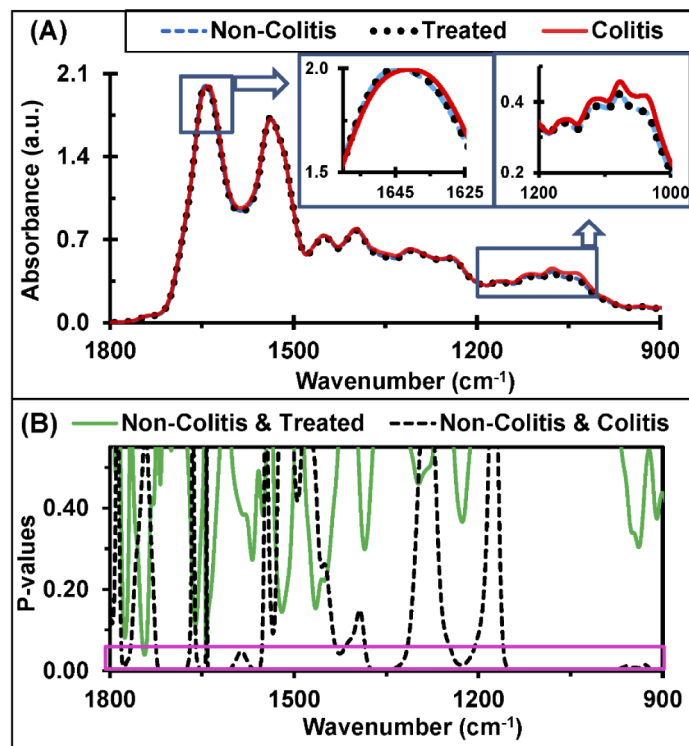 (A)
Non-Colitis Treated Colitis
2.1
1.4
0.7
0.0
Absorbance (a.u.)
2.0
1.5
1645 1625
0.4
0.2
1200 1000
1800 1500 1200 900
Wavenumber (cm⁻¹)
(B)
Non-Colitis & Treated Non-Colitis & Colitis
0.40
0.20
0.00
P-values
1800 1500 1200 900
Wavenumber (cm⁻¹)